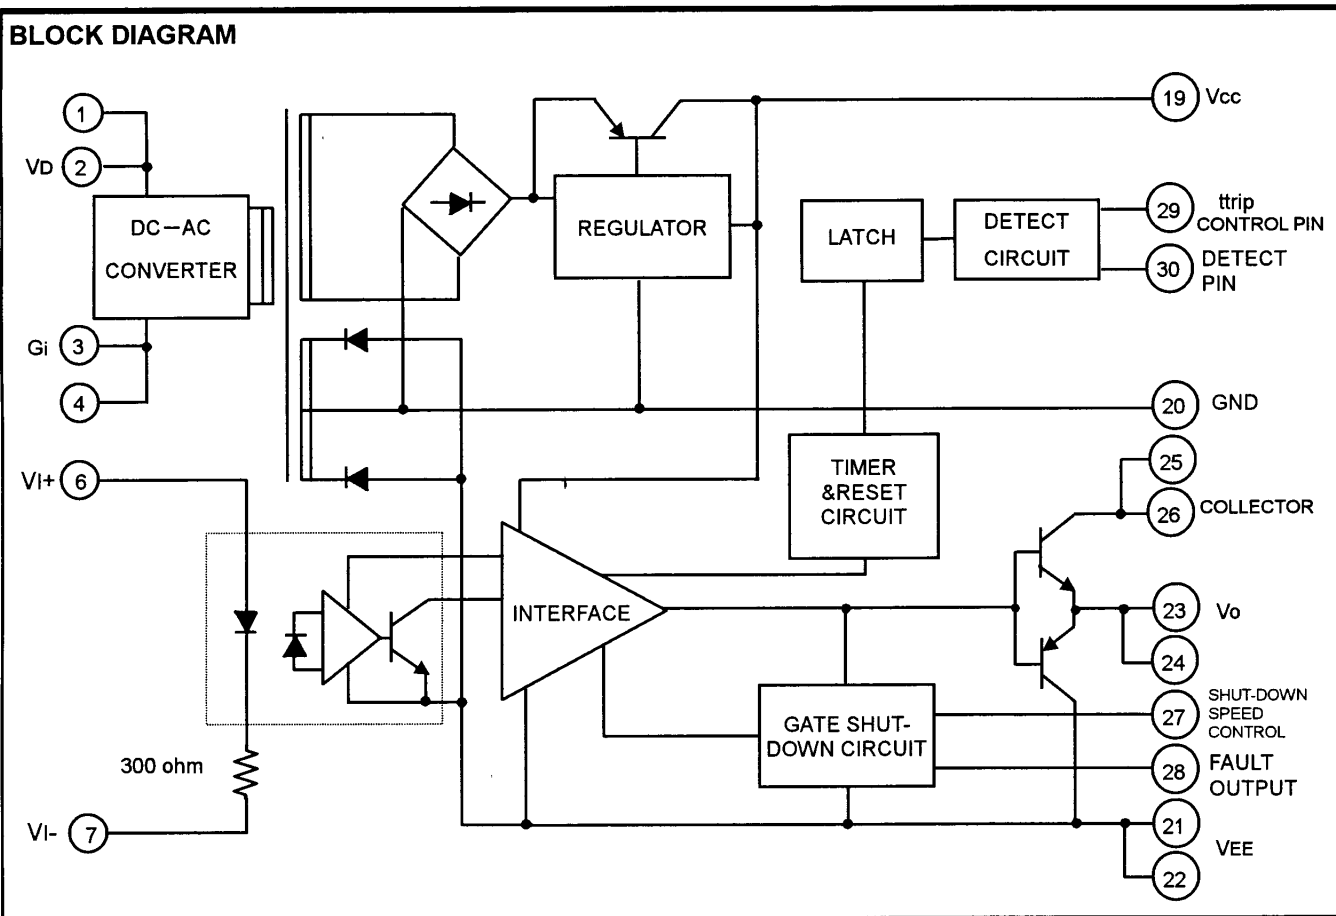 BLOCK DIAGRAM
1
VD 2
DC-AC
CONVERTER
Gi 3
4
VI+ 6
300 ohm
VI- 7
REGULATOR
LATCH
DETECT
CIRCUIT
TIMER
&RESET
CIRCUIT
INTERFACE
GATE SHUT-
DOWN CIRCUIT
19 Vcc
29 ttrip
CONTROL PIN
30 DETECT
PIN
20 GND
25
26 COLLECTOR
23 Vo
24
27 SHUT-DOWN
SPEED
CONTROL
28 FAULT
OUTPUT
21
VEE
22